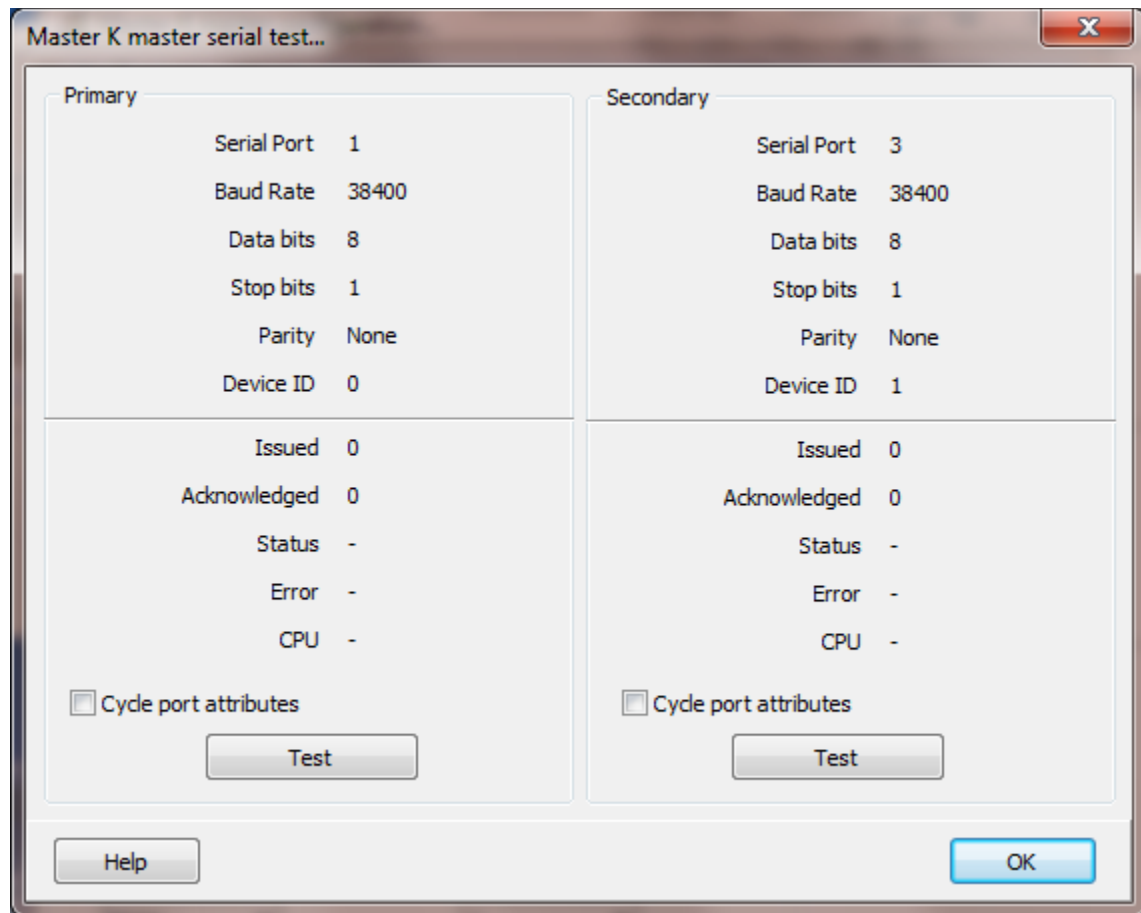 Master K master serial test...
Primary
Serial Port 1
Baud Rate 38400
Data bits 8
Stop bits 1
Parity None
Device ID 0
Issued 0
Acknowledged 0
Status -
Error -
CPU -
Cycle port attributes
Test
Secondary
Serial Port 3
Baud Rate 38400
Data bits 8
Stop bits 1
Parity None
Device ID 1
Issued 0
Acknowledged 0
Status -
Error -
CPU -
Cycle port attributes
Test
Help
OK